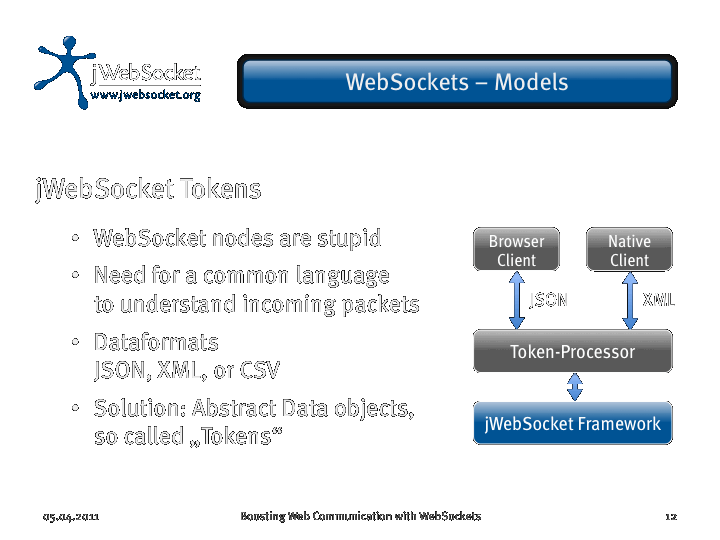 jWebSocket
www.jwebsocket.org
WebSockets – Models
jWebSocket Tokens
• WebSocket nodes are stupid
• Need for a common language
to understand incoming packets
• Dataformats
JSON, XML, or CSV
• Solution: Abstract Data objects,
so called „Tokens“
Browser
Client
Native
Client
JSON
XML
Token-Processor
jWebSocket Framework
05.04.2011
Boosting Web Communication with WebSockets
12